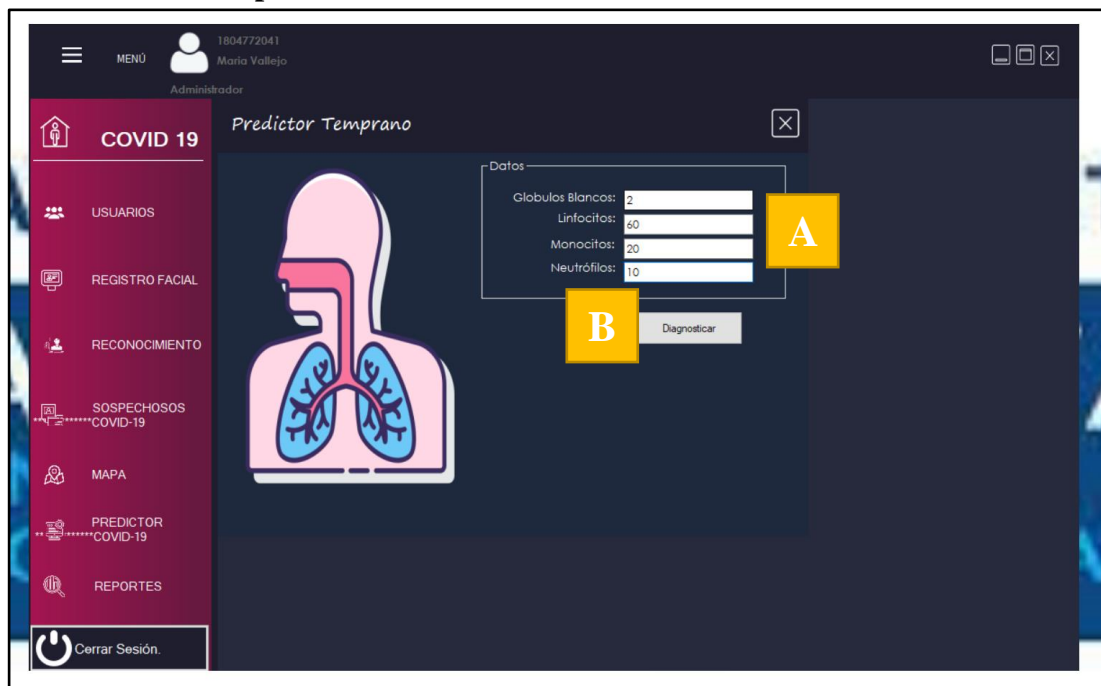 1804772041
MENÚ
Maria Vallejo
Administrador
COVID 19
Predictor Temprano
USUARIOS
REGISTRO FACIAL
RECONOCIMIENTO
SOSPECHOSOS
**********COVID-19
MAPA
PREDICTOR
**********COVID-19
REPORTES
Cerrar Sesión.
Datos
Globulos Blancos: 2
Linfocitos: 60
Monocitos: 20
Neutrófilos: 10
A
B
Diagnosticar